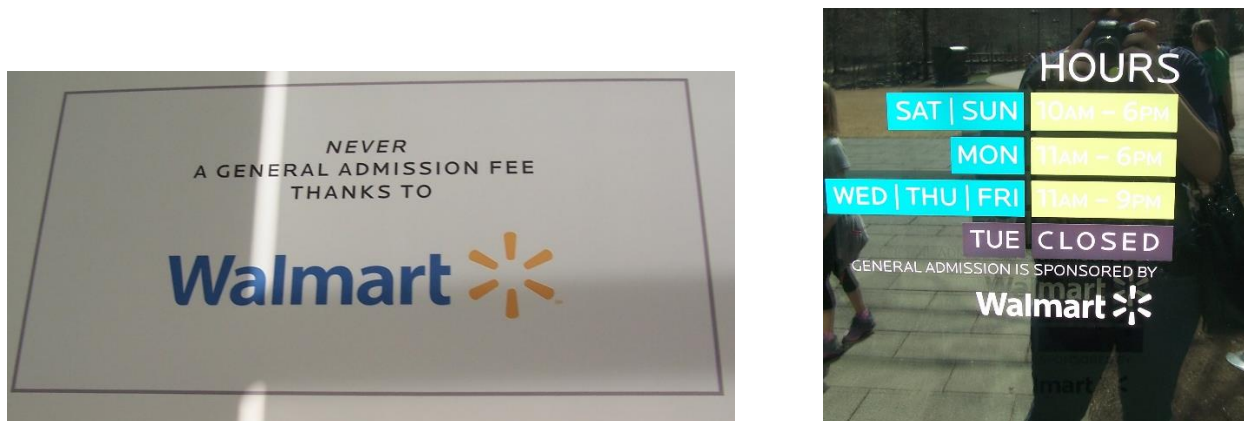 NEVER
A GENERAL ADMISSION FEE
THANKS TO
Walmart
HOURS
SAT | SUN 10AM – 6PM
MON 11AM – 6PM
WED | THU | FRI 11AM – 9PM
TUE CLOSED
GENERAL ADMISSION IS SPONSORED BY
Walmart